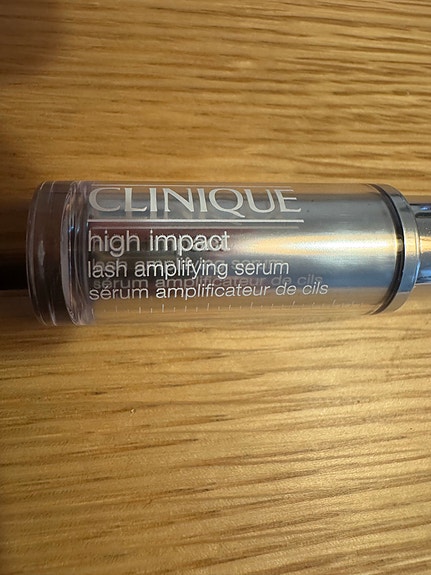 CLINIQUE
high impact
lash amplifying serum
sérum amplificateur de cils